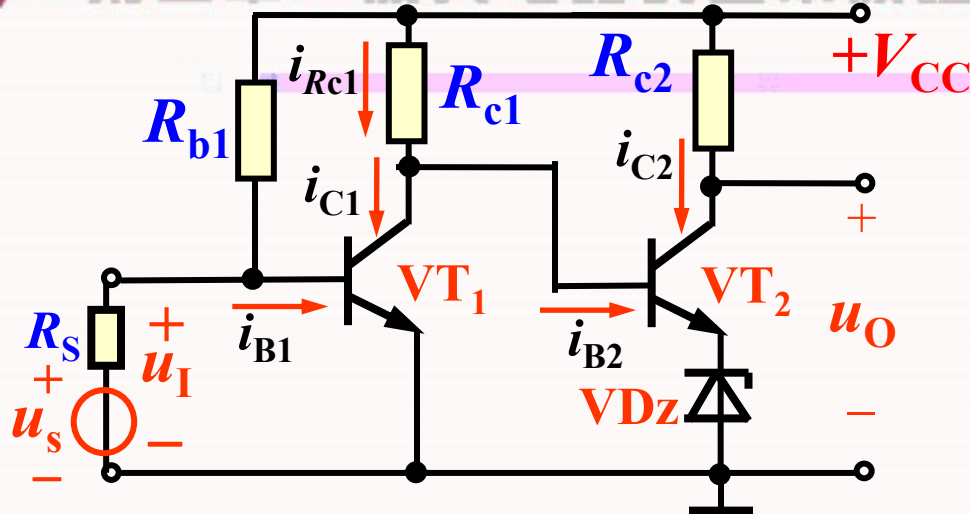 +V_CC
i_Rc1
R_c1
R_c2
R_b1
i_C1
i_C2
VT_1
VT_2
R_S
+
u_I
−
i_B1
i_B2
+
u_s
−
VDz
+
u_O
−